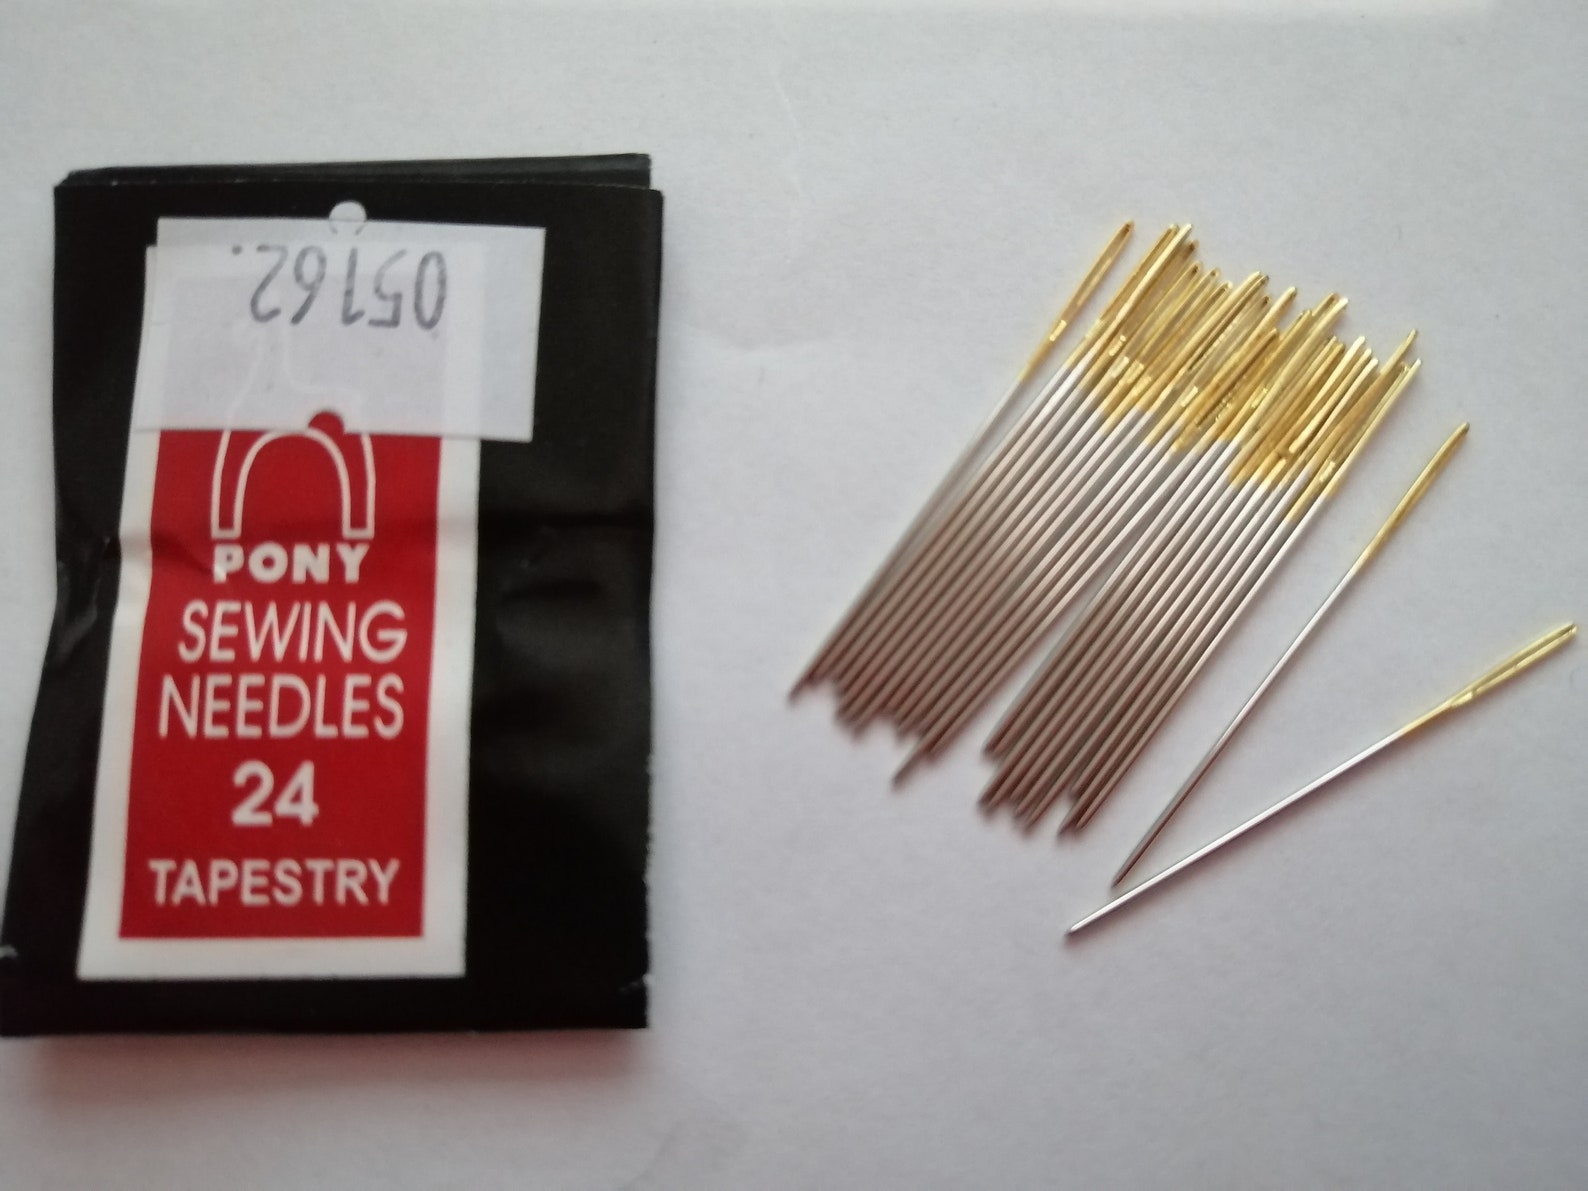 05162.
PONY
SEWING
NEEDLES
24
TAPESTRY